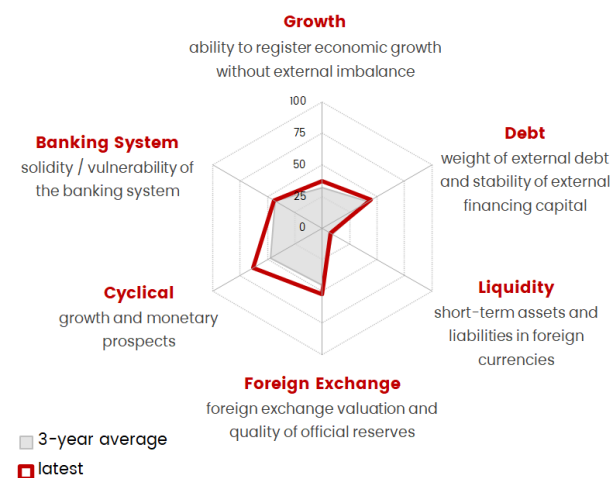 Growth
ability to register economic growth
without external imbalance
100
75
50
25
0
Debt
weight of external debt
and stability of external
financing capital
Liquidity
short-term assets and
liabilities in foreign
currencies
Foreign Exchange
foreign exchange valuation and
quality of official reserves
Cyclical
growth and monetary
prospects
Banking System
solidity / vulnerability of
the banking system
3-year average
latest